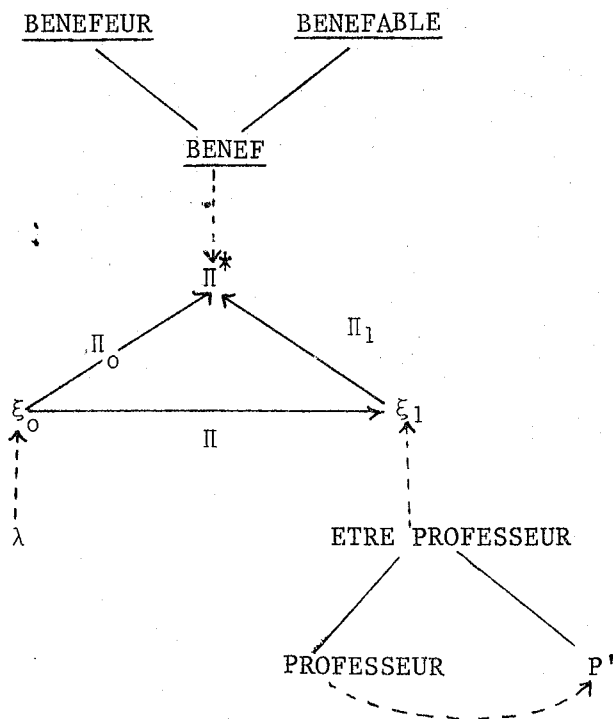 BENEFEUR BENEFABLE
BENEF
Π*
Π₀ Π₁
ξ₀ ξ₁
Π
λ ETRE PROFESSEUR
PROFESSEUR P'